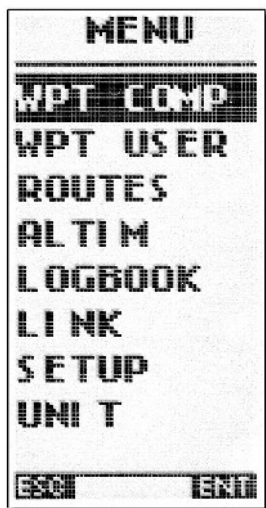 MENU
WPT COMP
WPT USER
ROUTES
ALTIM
LOGBOOK
LINK
SETUP
UNIT
ESC ENT